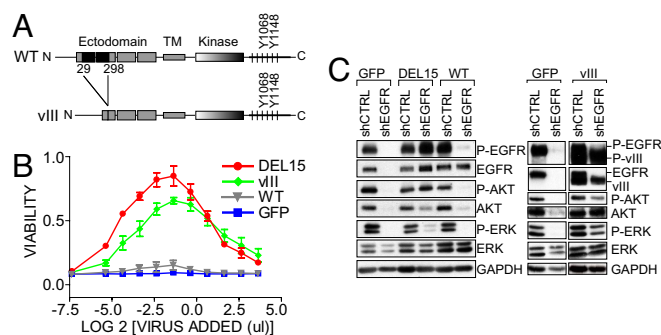 A
Ectodomain TM Kinase Y1068 Y1148
WT N C
29 298
Y1068 Y1148
vIII N C
B
VIABILITY
1.0
0.5
0.0
DEL15
vIII
WT
GFP
-7.5 -5.0 -2.5 0.0 2.5 5.0
LOG 2 [VIRUS ADDED (ul)]
C
GFP DEL15 WT
shCTRL shEGFR shCTRL shEGFR shCTRL shEGFR
P-EGFR
EGFR
P-AKT
AKT
P-ERK
ERK
GAPDH
GFP vIII
shCTRL shEGFR shCTRL shEGFR
P-EGFR
P-vIII
EGFR
vIII
P-AKT
AKT
P-ERK
ERK
GAPDH